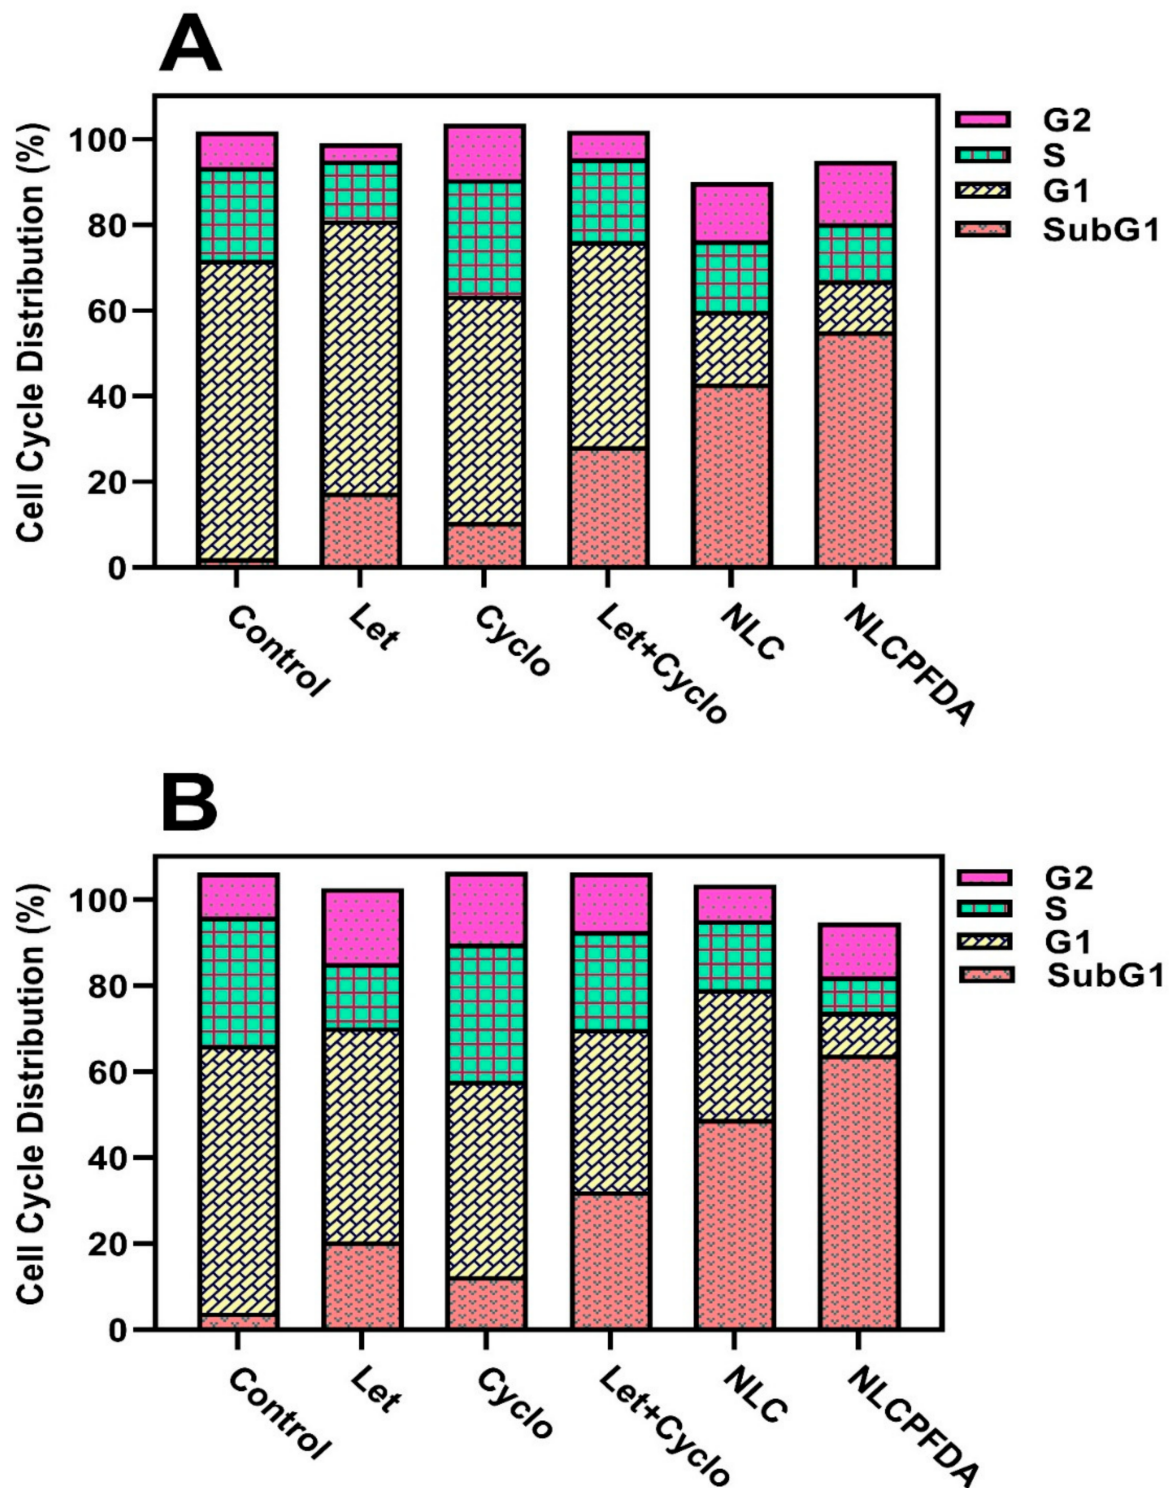 A
Cell Cycle Distribution (%)
100
80
60
40
20
0
G2
S
G1
SubG1
Control
Let
Cyclo
Let+Cyclo
NLC
NLCPFDA
B
Cell Cycle Distribution (%)
100
80
60
40
20
0
G2
S
G1
SubG1
Control
Let
Cyclo
Let+Cyclo
NLC
NLCPFDA